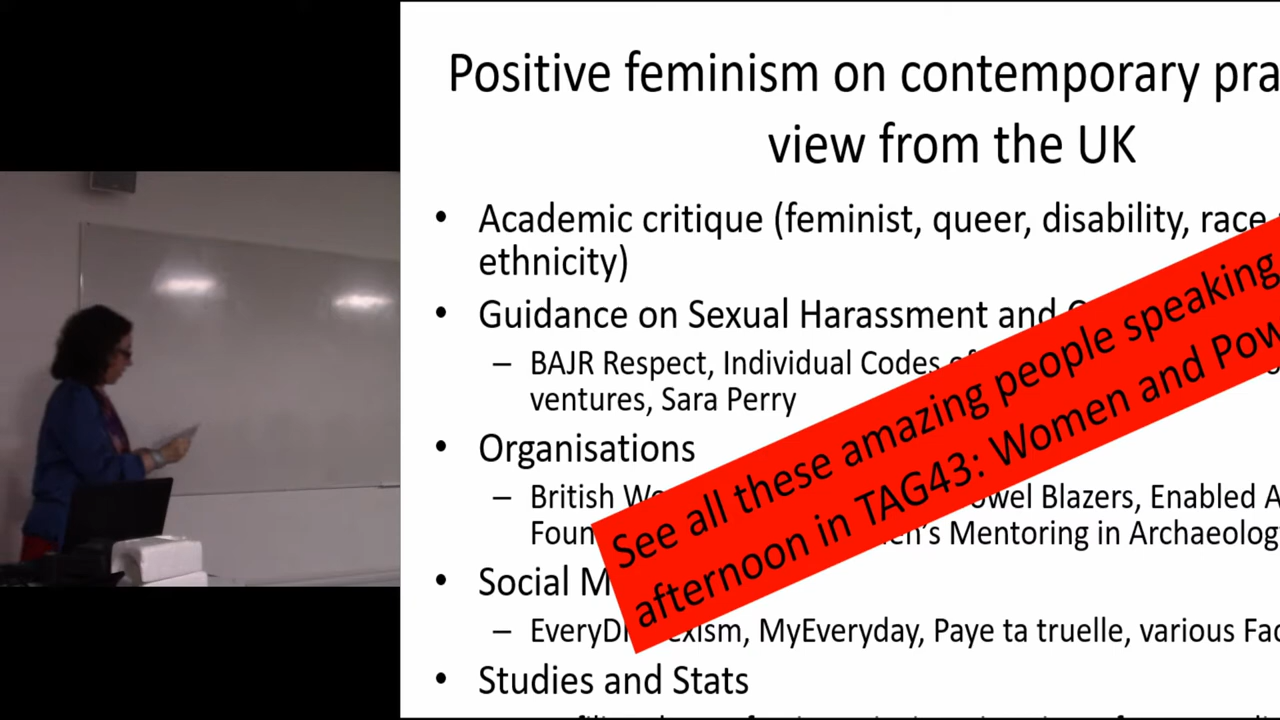 Positive feminism on contemporary pra
view from the UK
• Academic critique (feminist, queer, disability, race
ethnicity)
• Guidance on Sexual Harassment and
– BAJR Respect, Individual Codes of
ventures, Sara Perry
• Organisations
– British Wo owel Blazers, Enabled A
Foun en's Mentoring in Archaeolog
• Social M
– EveryDi exism, MyEveryday, Paye ta truelle, various Fac
• Studies and Stats
See all these amazing people speaking
afternoon in TAG43: Women and Pow